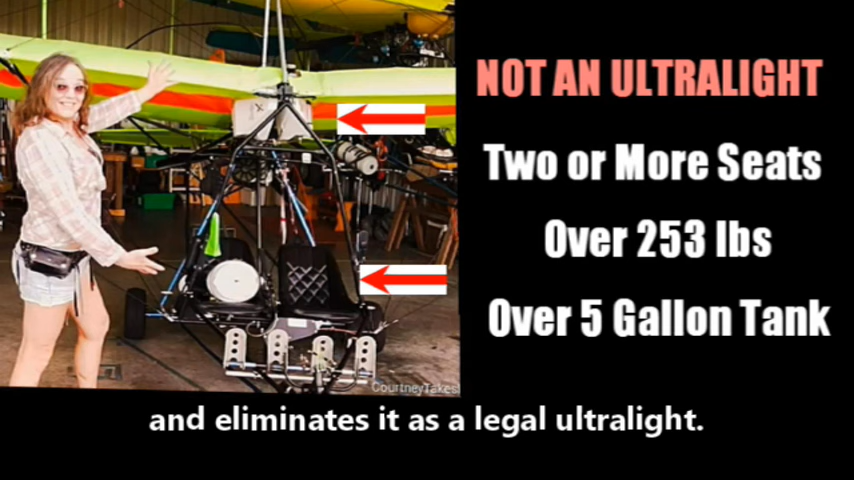 NOT AN ULTRALIGHT
Two or More Seats
Over 253 lbs
Over 5 Gallon Tank
CourtneyTakes
and eliminates it as a legal ultralight.